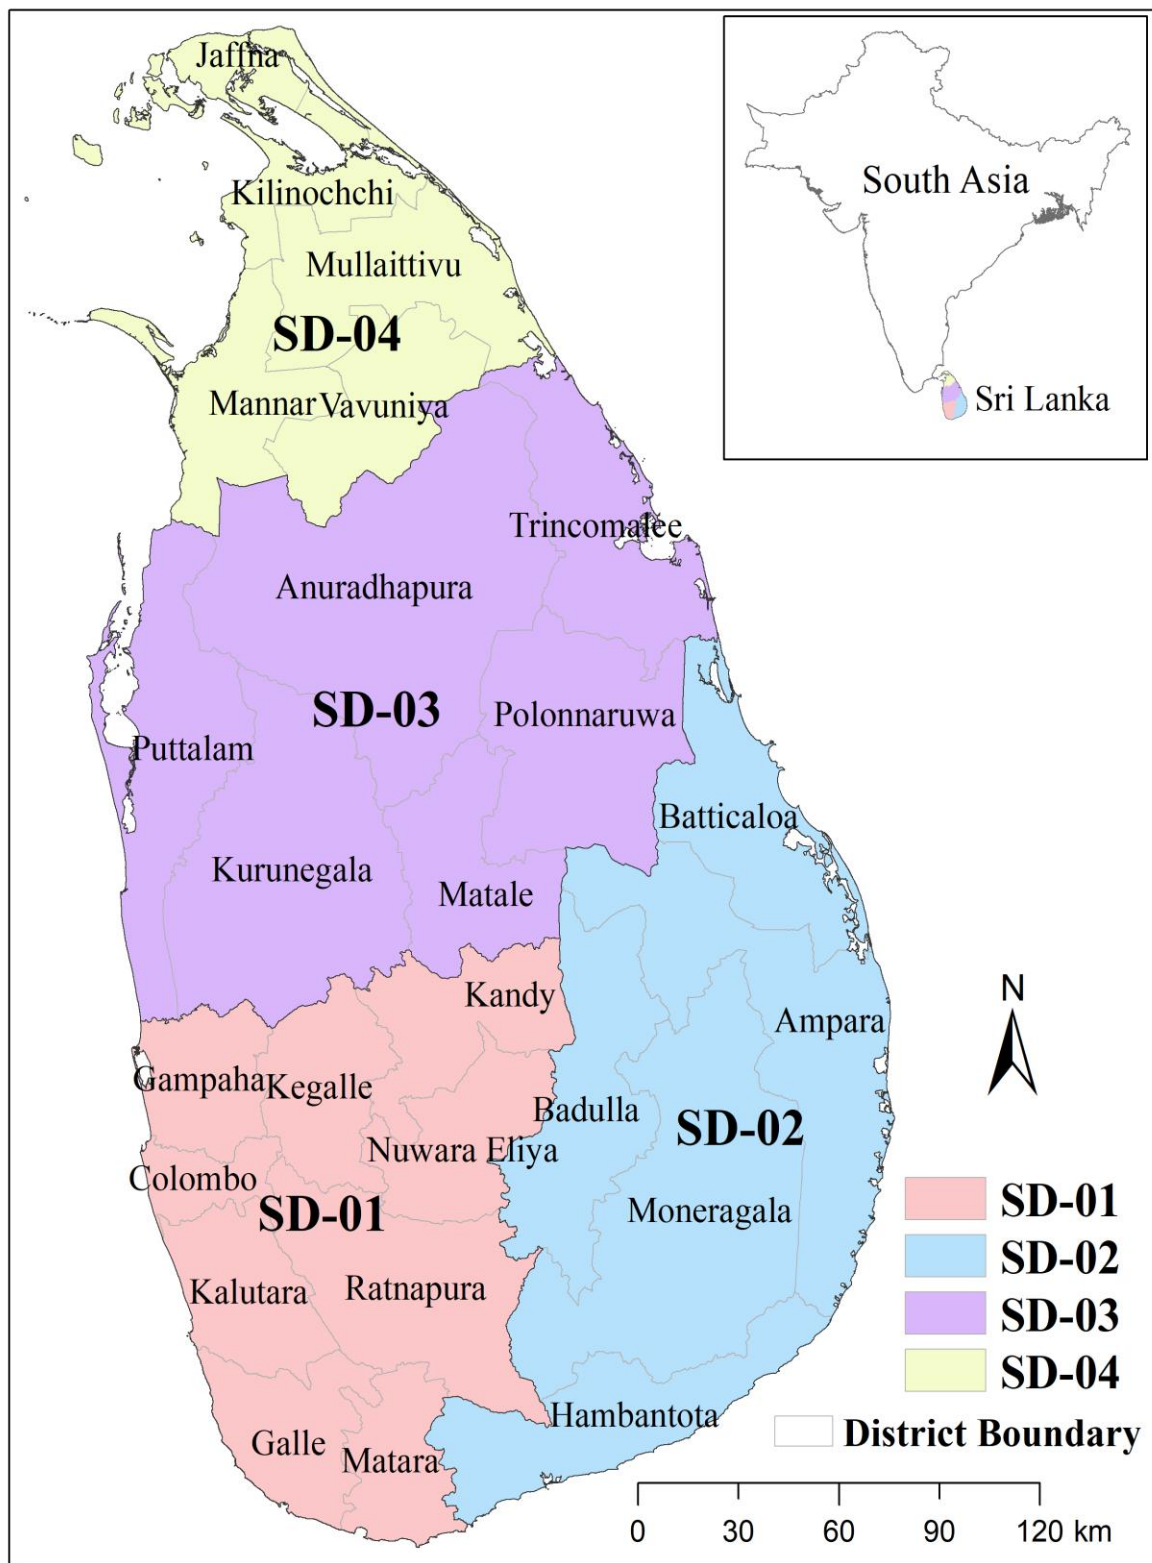 Jaffna
South Asia
Kilinochchi
Mullaittivu
SD-04
Sri Lanka
Mannar
Vavuniya
Trincomalee
Anuradhapura
SD-03
Polonnaruwa
Puttalam
Batticaloa
Kurunegala
Matale
Kandy
N
Ampara
Gampaha
Kegalle
Badulla
SD-02
Nuwara Eliya
Colombo
SD-01
Moneragala
Kalutara
Ratnapura
Hambantota
Galle
Matara
SD-01
SD-02
SD-03
SD-04
District Boundary
0 30 60 90 120 km